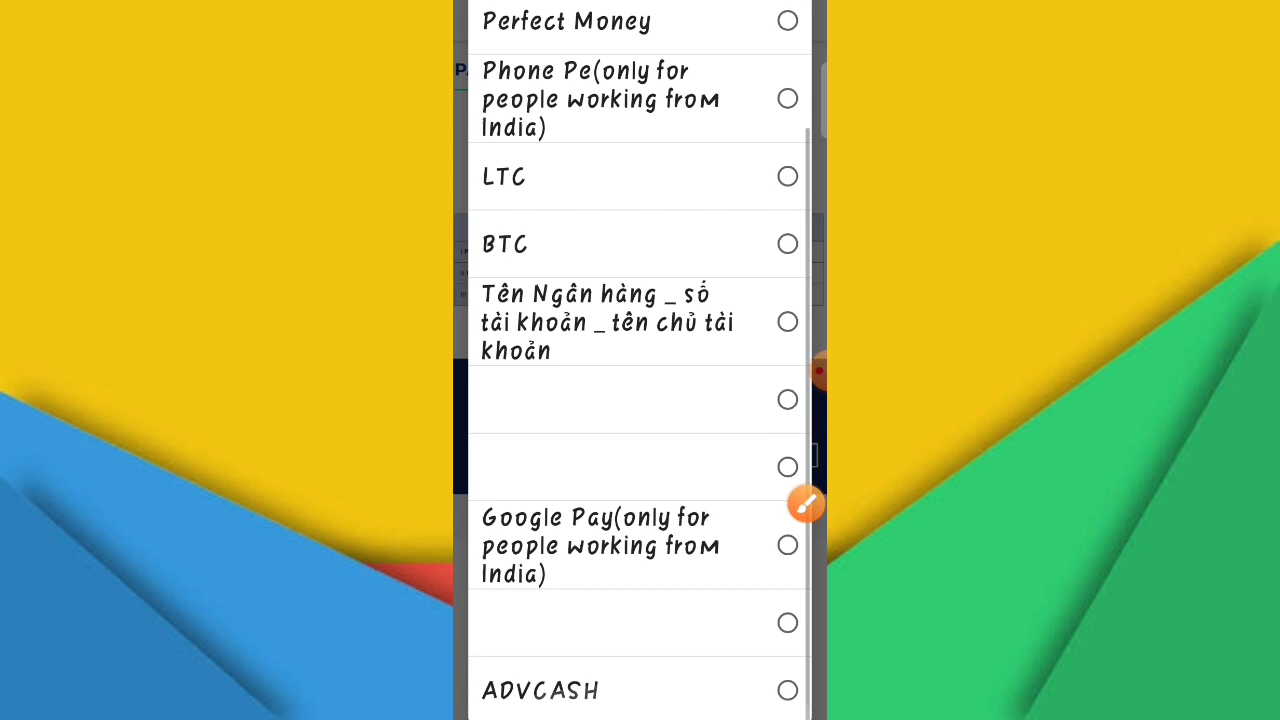 Perfect Money
Phone Pe(only for
people working from
India)
LTC
BTC
Tên Ngân hàng _ số
tài khoản _ tên chủ tài
khoản
Google Pay(only for
people working from
India)
ADVCASH